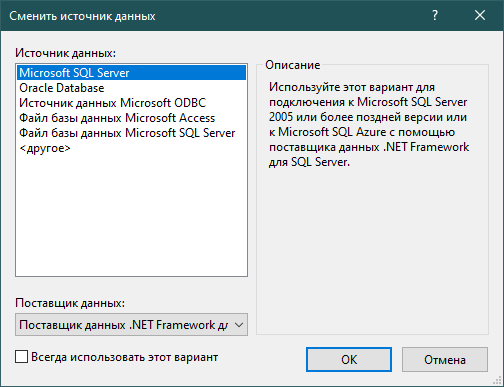 Сменить источник данных
?
Источник данных:
Microsoft SQL Server
Oracle Database
Источник данных Microsoft ODBC
Файл базы данных Microsoft Access
Файл базы данных Microsoft SQL Server
<другое>
Описание
Используйте этот вариант для
подключения к Microsoft SQL Server
2005 или более поздней версии или
к Microsoft SQL Azure с помощью
поставщика данных .NET Framework
для SQL Server.
Поставщик данных:
Поставщик данных .NET Framework дл
Всегда использовать этот вариант
OK
Отмена